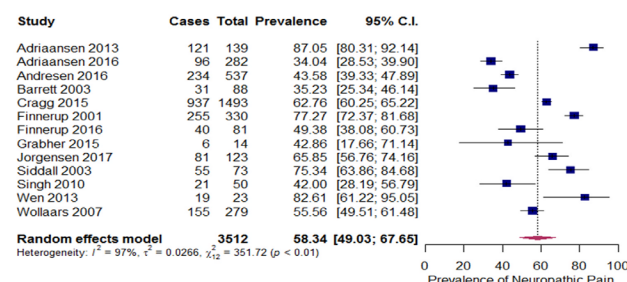 Study Cases Total Prevalence 95% C.I.
Adriaansen 2013 121 139 87.05 [80.31; 92.14]
Adriaansen 2016 96 282 34.04 [28.53; 39.90]
Andresen 2016 234 537 43.58 [39.33; 47.89]
Barrett 2003 31 88 35.23 [25.34; 46.14]
Cragg 2015 937 1493 62.76 [60.25; 65.22]
Finnerup 2001 255 330 77.27 [72.37; 81.68]
Finnerup 2016 40 81 49.38 [38.08; 60.73]
Grabher 2015 6 14 42.86 [17.66; 71.14]
Jorgensen 2017 81 123 65.85 [56.76; 74.16]
Siddall 2003 55 73 75.34 [63.86; 84.68]
Singh 2010 21 50 42.00 [28.19; 56.79]
Wen 2013 19 23 82.61 [61.22; 95.05]
Wollaars 2007 155 279 55.56 [49.51; 61.48]
Random effects model 3512 58.34 [49.03; 67.65]
Heterogeneity: I² = 97%, τ² = 0.0266, χ²₁₂ = 351.72 (p < 0.01)
0 20 40 60 80 100
Prevalence of Neuropathic Pain